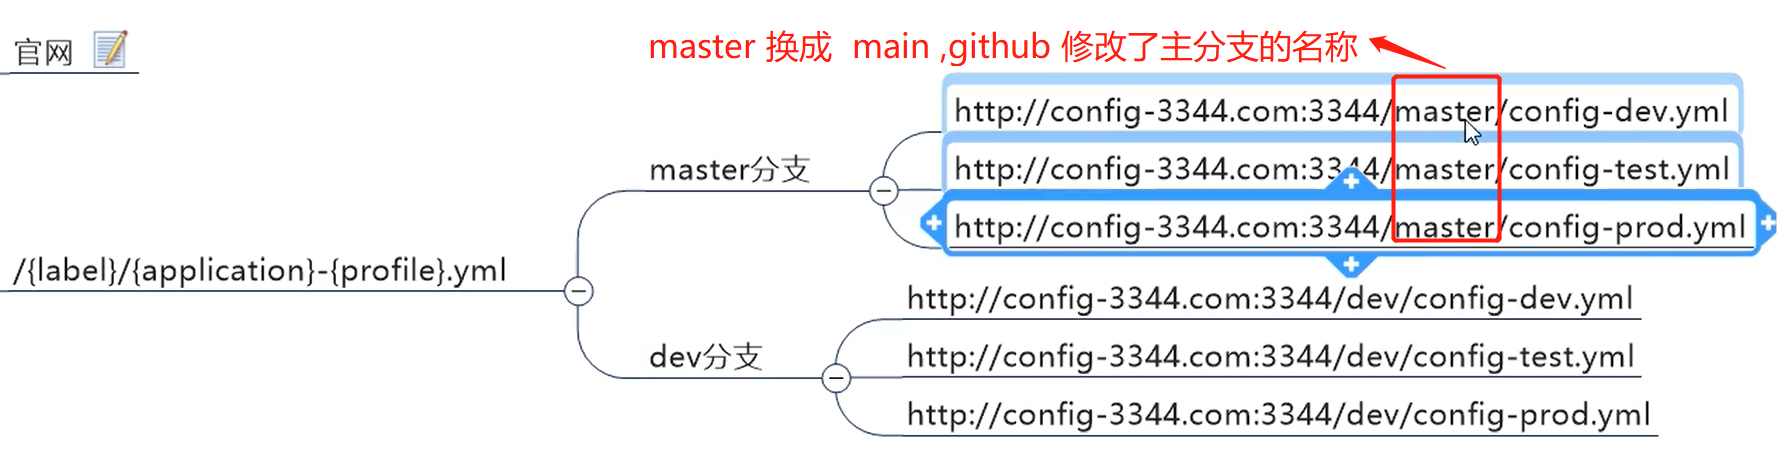 官网
master 换成 main ,github 修改了主分支的名称
http://config-3344.com:3344/master/config-dev.yml
master分支
http://config-3344.com:3344/master/config-test.yml
http://config-3344.com:3344/master/config-prod.yml
/{label}/{application}-{profile}.yml
http://config-3344.com:3344/dev/config-dev.yml
dev分支
http://config-3344.com:3344/dev/config-test.yml
http://config-3344.com:3344/dev/config-prod.yml